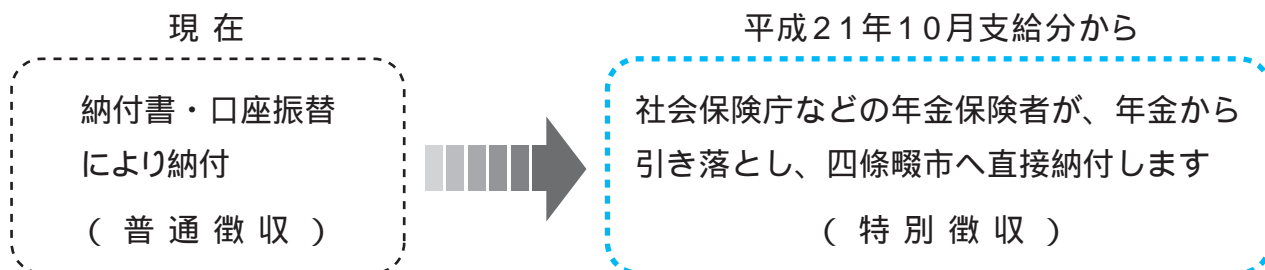 現在
納付書・口座振替
により納付
(普通徴収)
平成21年10月支給分から
社会保険庁などの年金保険者が、年金から
引き落とし、四條畷市へ直接納付します
(特別徴収)